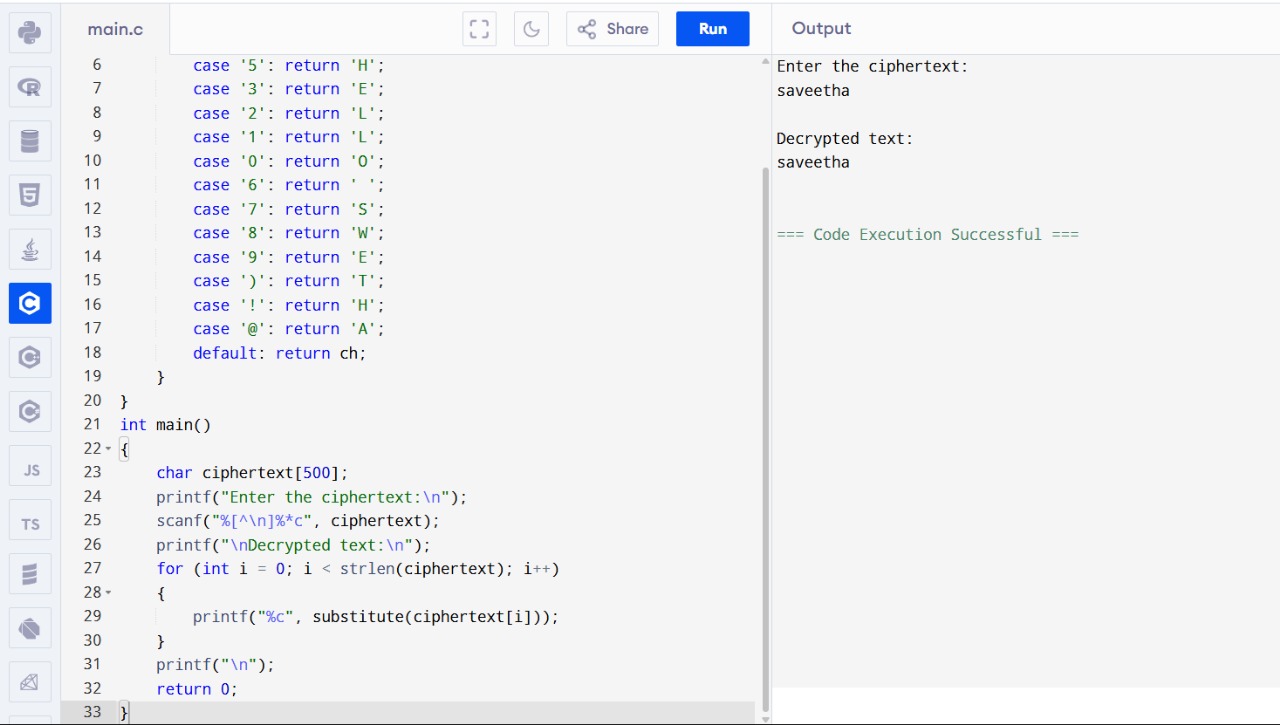 main.c
Share
Run
Output
6 case '5': return 'H';
7 case '3': return 'E';
8 case '2': return 'L';
9 case '1': return 'L';
10 case '0': return 'O';
11 case '6': return ' ';
12 case '7': return 'S';
13 case '8': return 'W';
14 case '9': return 'E';
15 case ')': return 'T';
16 case '!': return 'H';
17 case '@': return 'A';
18 default: return ch;
19 }
20 }
21 int main()
22 {
23 char ciphertext[500];
24 printf("Enter the ciphertext:\n");
25 scanf("%[^\n]%*c", ciphertext);
26 printf("\nDecrypted text:\n");
27 for (int i = 0; i < strlen(ciphertext); i++)
28 {
29 printf("%c", substitute(ciphertext[i]));
30 }
31 printf("\n");
32 return 0;
33 }
Enter the ciphertext:
saveetha
Decrypted text:
saveetha
=== Code Execution Successful ===
R
5
C
C
C
JS
TS